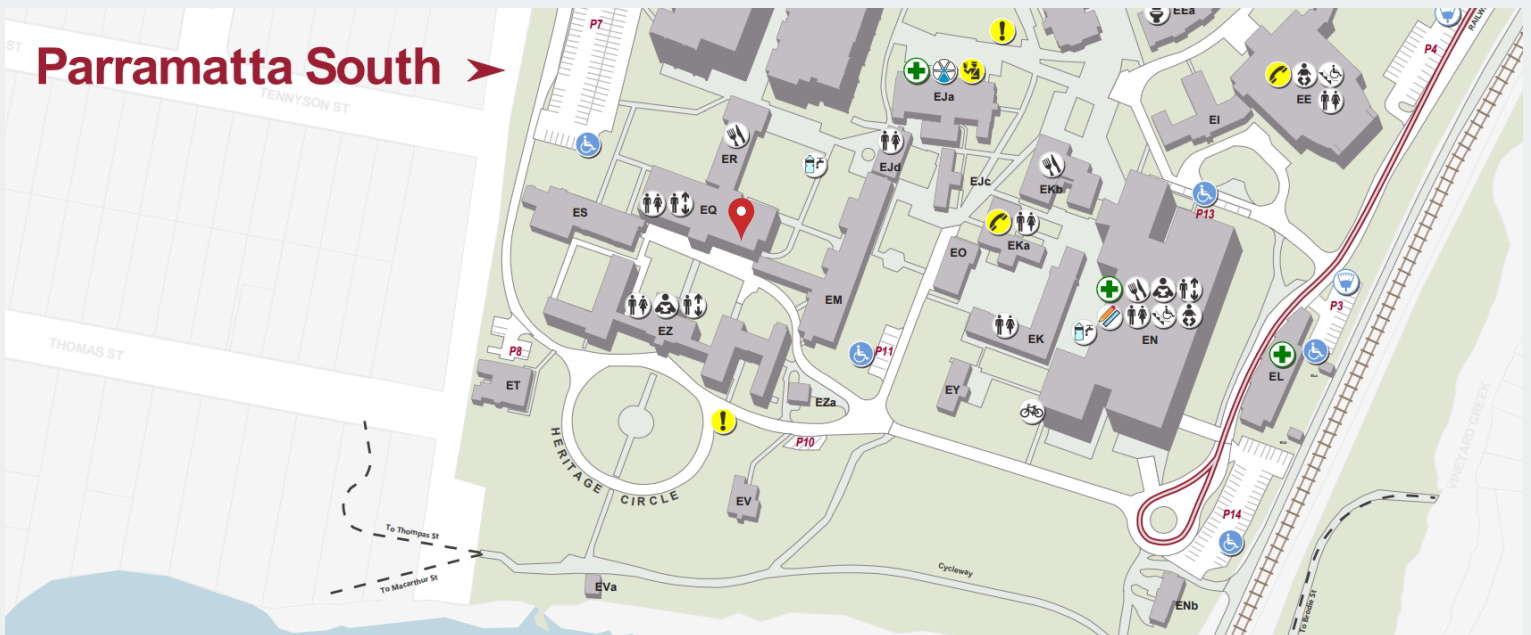 P7
EEa
RAILW
P4
ST
Parramatta South
TENNYSON ST
EJa
EE
EI
ER
EJd
EJc
EKb
P13
ES
EQ
EO
EKa
EM
P3
EZ
EK
EN
THOMAS ST
P8
P11
EL
ET
EZa
EY
VINEYARD CREEK
HERITAGE CIRCLE
P10
EV
P14
To Thompas St
To Macarthur St
Cycleway
EVa
ENb
To Brodie St